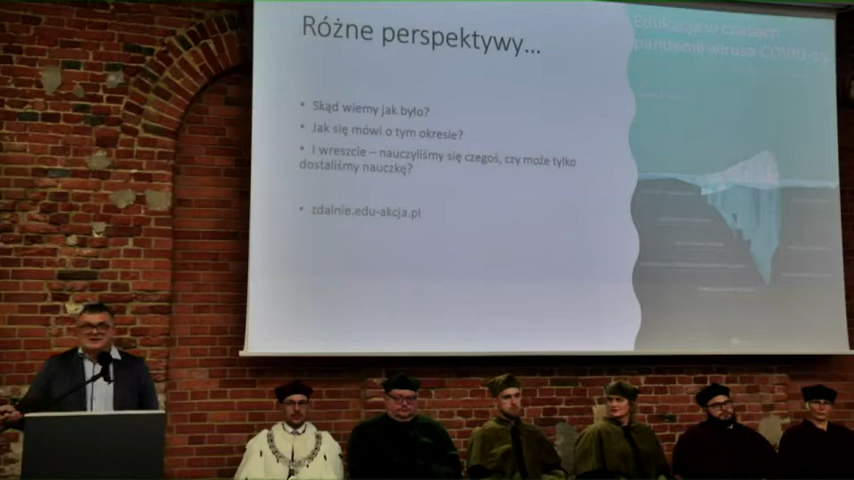 Różne perspektywy...
• Skąd wiemy jak było?
• Jak się mówi o tym okresie?
• I wreszcie – nauczyliśmy się czegoś, czy może tylko
dostaliśmy nauczkę?
• zdalnie.edu-akcja.pl
Edukacja w czasach
pandemii wirusa COVID-19